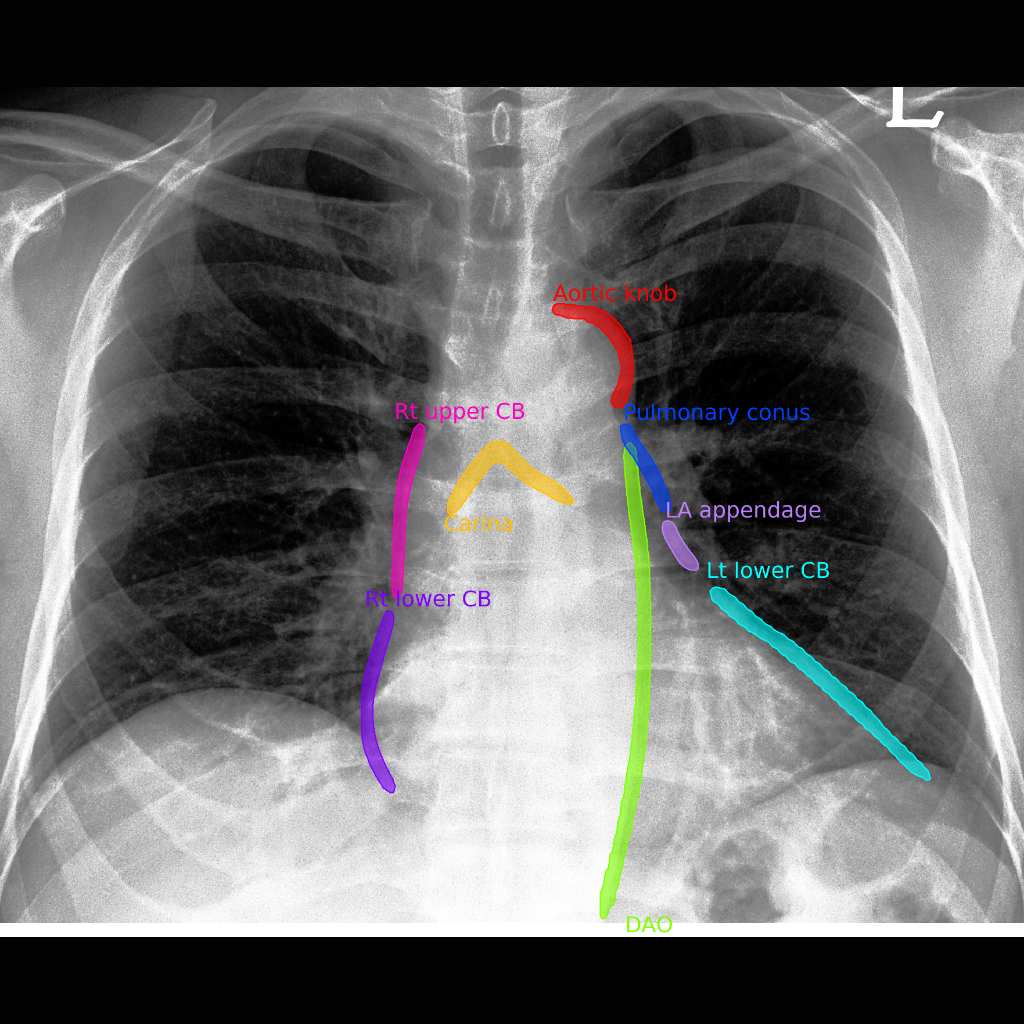 L
Aortic knob
Rt upper CB
Pulmonary conus
Carina
LA appendage
Lt lower CB
Rt lower CB
DAO